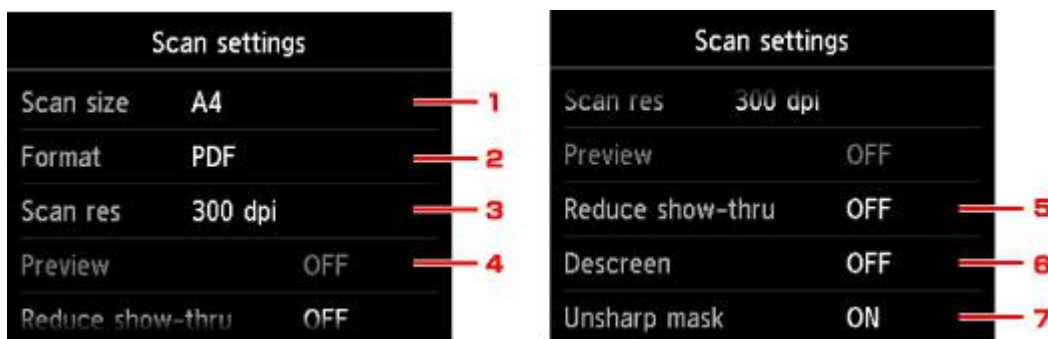 Scan settings
Scan size A4 1
Format PDF 2
Scan res 300 dpi 3
Preview OFF 4
Reduce show-thru OFF
Scan settings
Scan res 300 dpi
Preview OFF
Reduce show-thru OFF 5
Descreen OFF 6
Unsharp mask ON 7